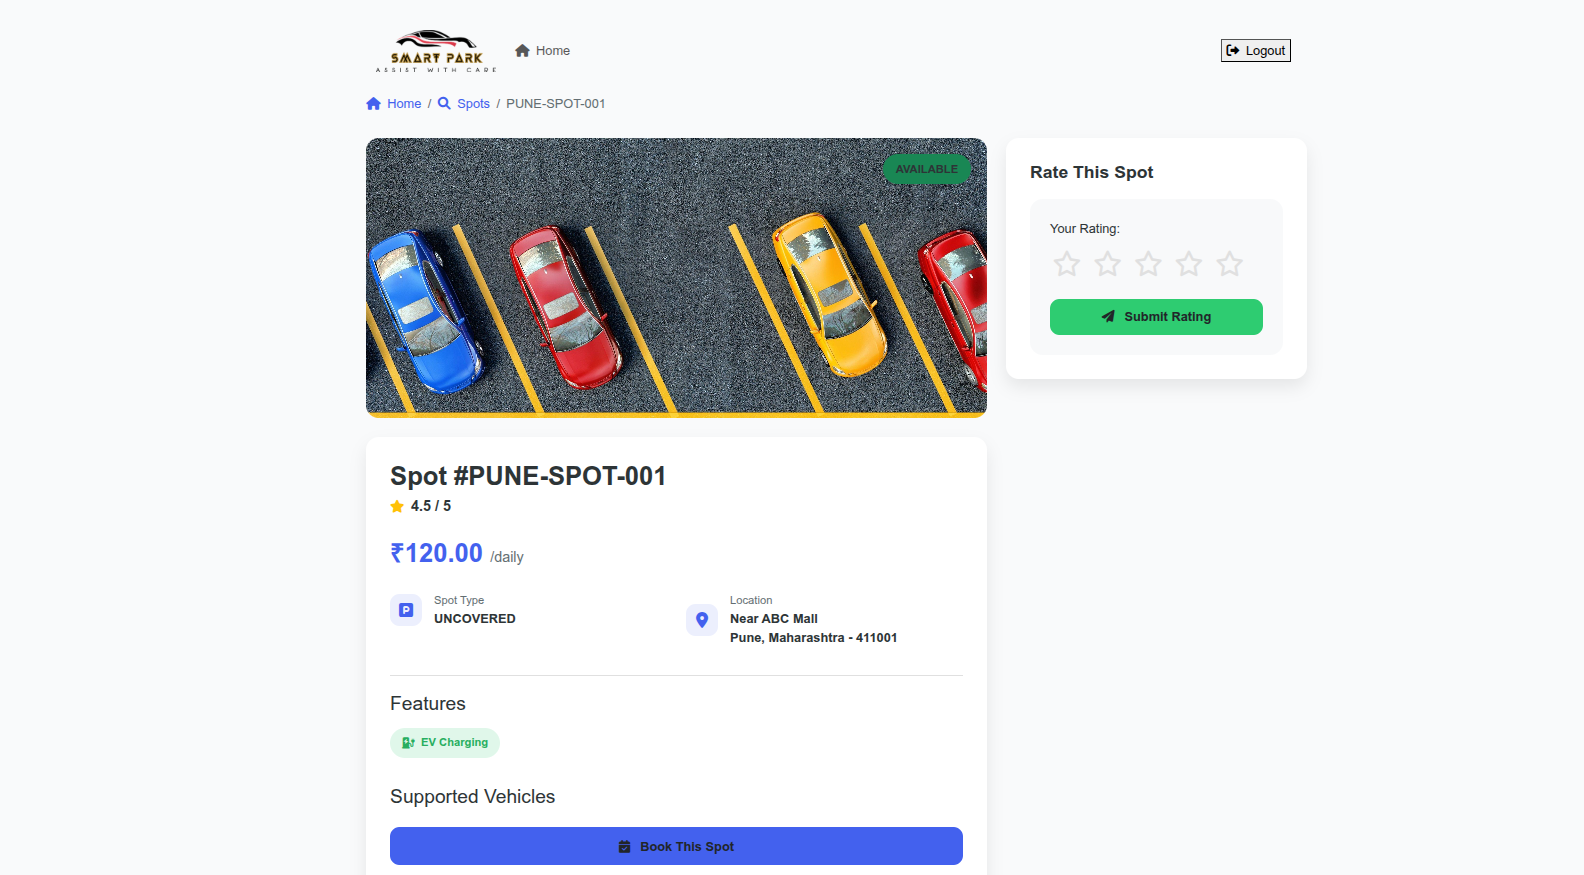 SMART PARK
ASSIST WITH CARE
Home
Logout
Home / Spots / PUNE-SPOT-001
AVAILABLE
Spot #PUNE-SPOT-001
4.5 / 5
₹120.00 /daily
Spot Type
UNCOVERED
Location
Near ABC Mall
Pune, Maharashtra - 411001
Features
EV Charging
Supported Vehicles
Book This Spot
Rate This Spot
Your Rating:
Submit Rating